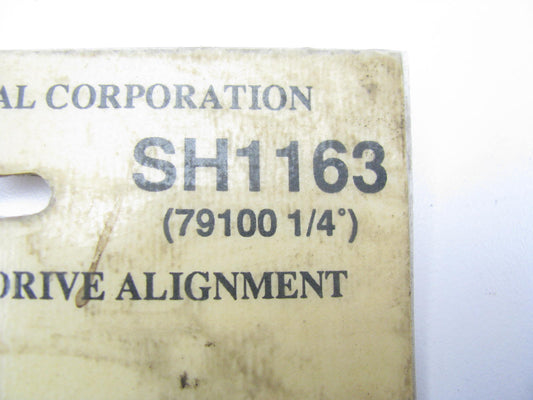 AL CORPORATION
SH1163
(79100 1/4°)
DRIVE ALIGNMENT